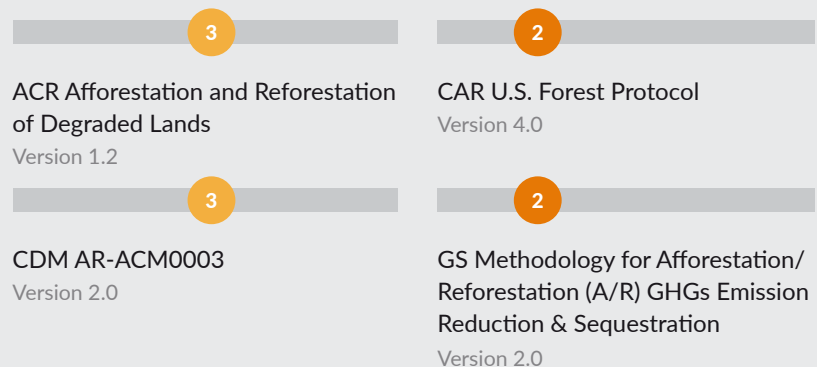 3
ACR Afforestation and Reforestation
of Degraded Lands
Version 1.2
2
CAR U.S. Forest Protocol
Version 4.0
3
CDM AR-ACM0003
Version 2.0
2
GS Methodology for Afforestation/
Reforestation (A/R) GHGs Emission
Reduction & Sequestration
Version 2.0